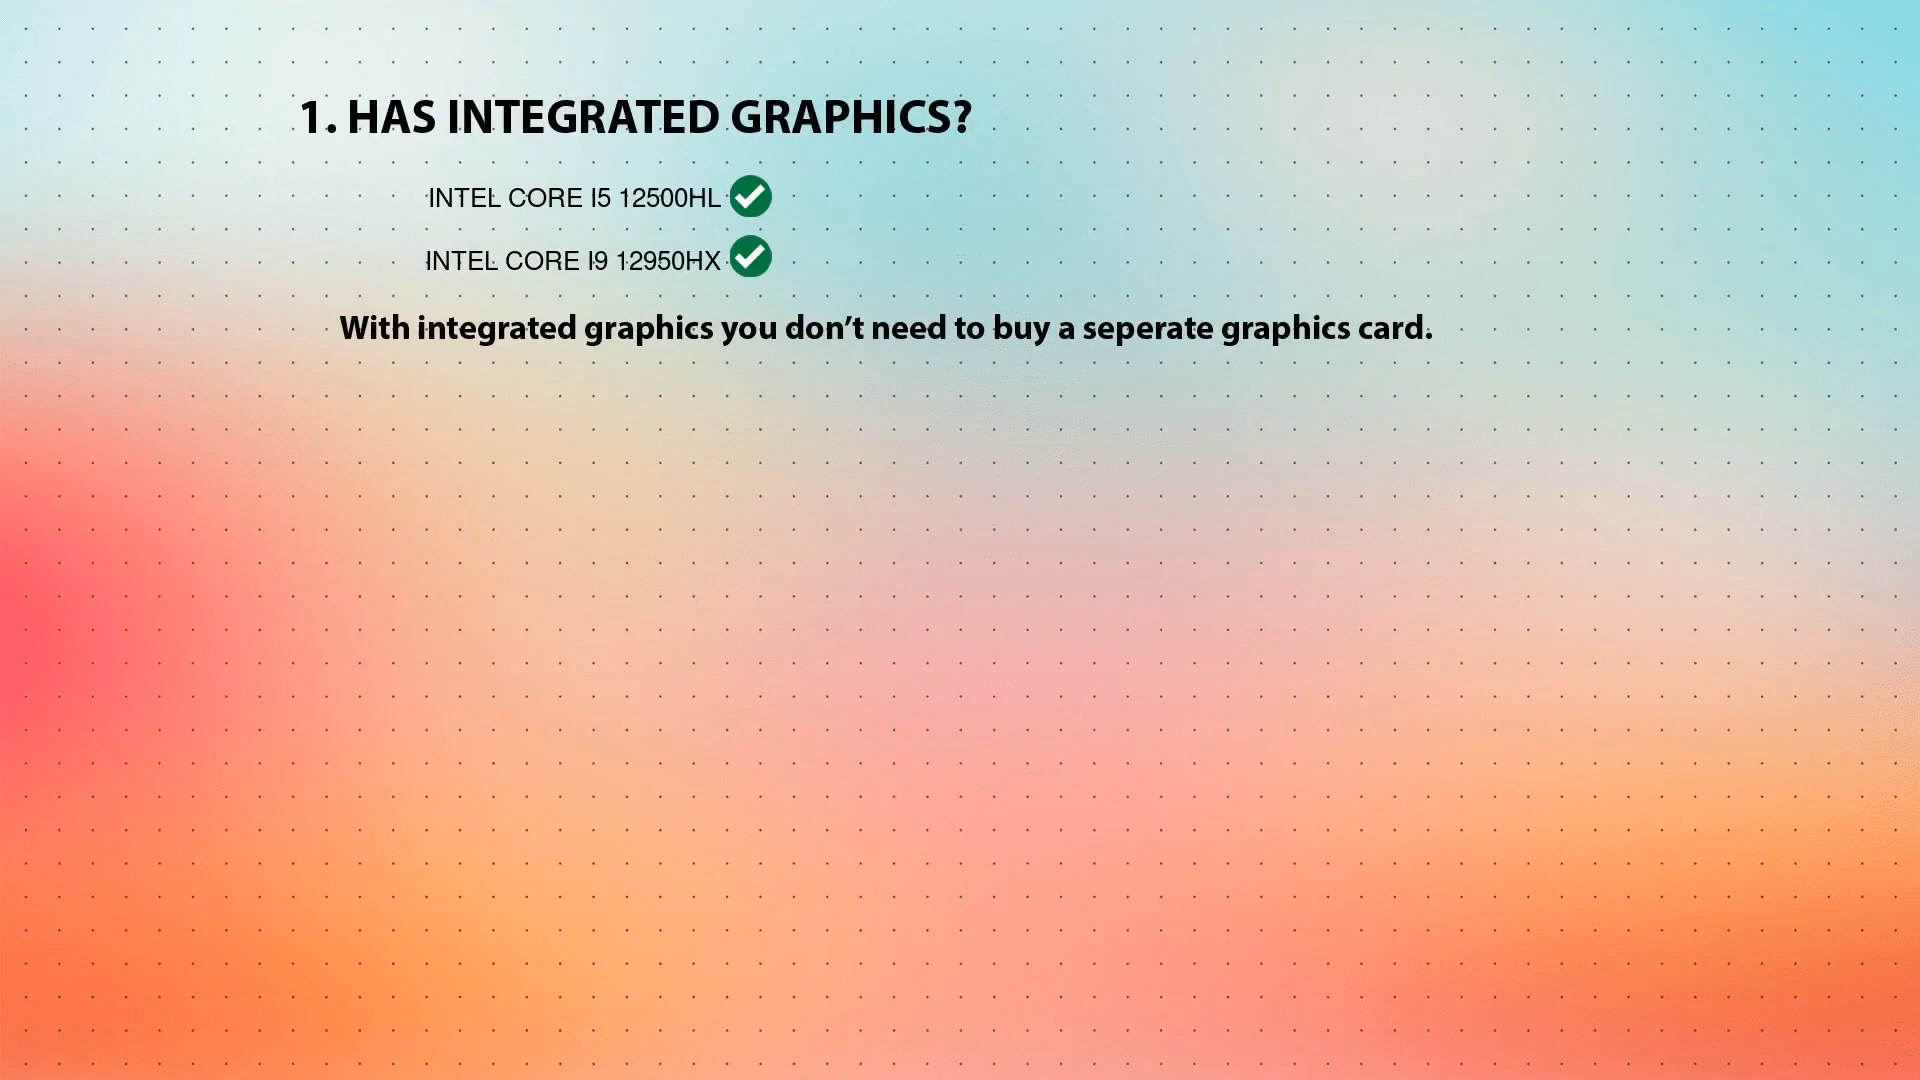 1. HAS INTEGRATED GRAPHICS?
INTEL CORE I5 12500HL
INTEL CORE I9 12950HX
With integrated graphics you don’t need to buy a seperate graphics card.